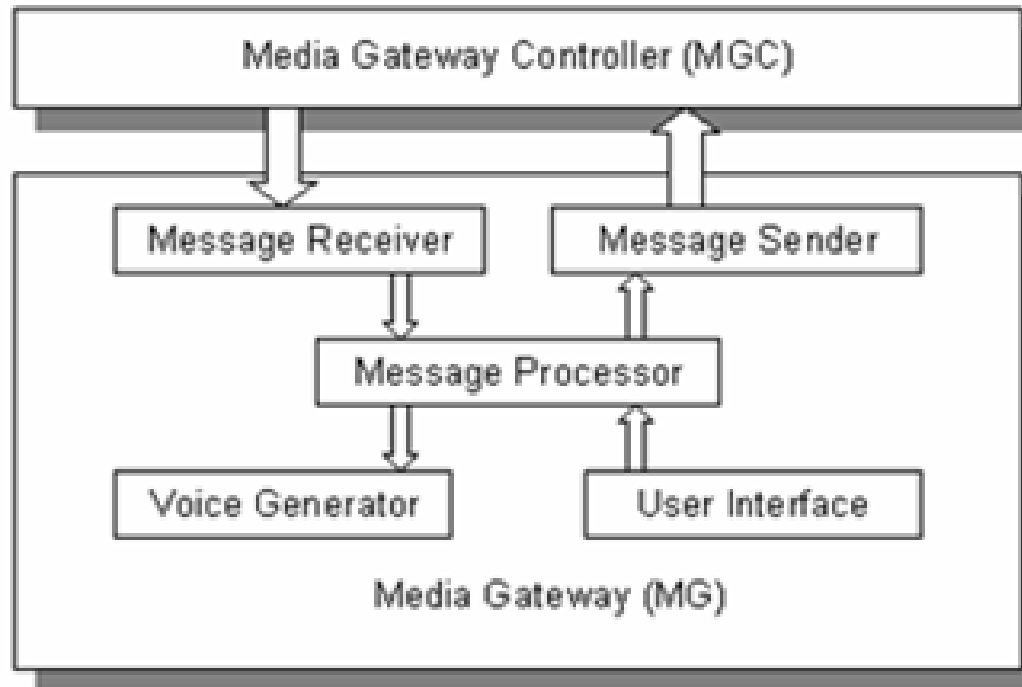 Media Gateway Controller (MGC)
Message Receiver
Message Sender
Message Processor
Voice Generator
User Interface
Media Gateway (MG)